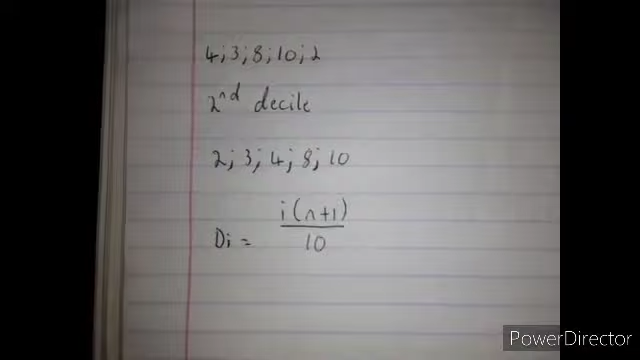 4; 3; 8; 10; 2
2nd decile
2; 3; 4; 8; 10
Di = i(n+1)/10
PowerDirector